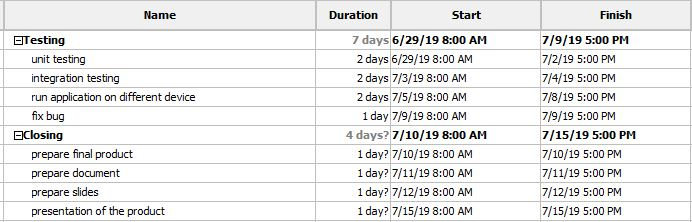 Name Duration Start Finish
Testing 7 days 6/29/19 8:00 AM 7/9/19 5:00 PM
unit testing 2 days 6/29/19 8:00 AM 7/2/19 5:00 PM
integration testing 2 days 7/3/19 8:00 AM 7/4/19 5:00 PM
run application on different device 2 days 7/5/19 8:00 AM 7/8/19 5:00 PM
fix bug 1 day 7/9/19 8:00 AM 7/9/19 5:00 PM
Closing 4 days? 7/10/19 8:00 AM 7/15/19 5:00 PM
prepare final product 1 day? 7/10/19 8:00 AM 7/10/19 5:00 PM
prepare document 1 day? 7/11/19 8:00 AM 7/11/19 5:00 PM
prepare slides 1 day? 7/12/19 8:00 AM 7/12/19 5:00 PM
presentation of the product 1 day? 7/15/19 8:00 AM 7/15/19 5:00 PM